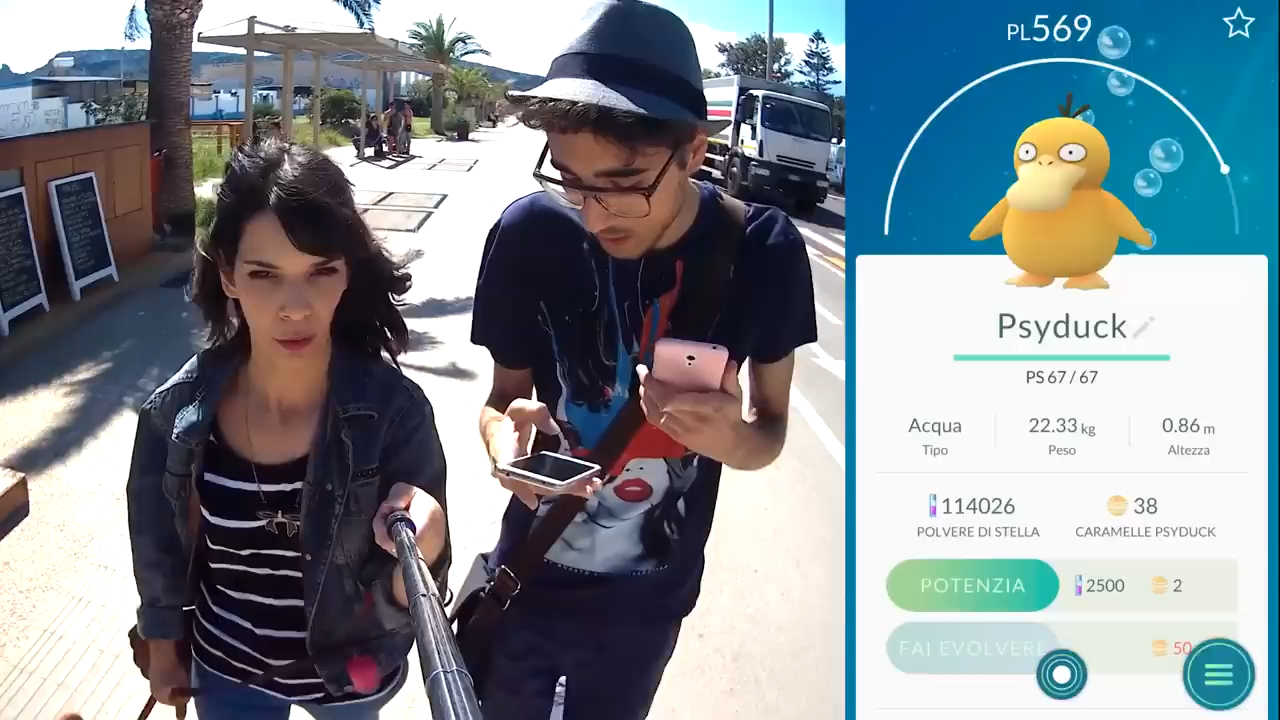 PL569
Psyduck
PS 67 / 67
Acqua
22.33 kg
0.86 m
Tipo
Peso
Altezza
114026
38
POLVERE DI STELLA
CARAMELLE PSYDUCK
POTENZIA
2500
2
FAI EVOLVERE
50